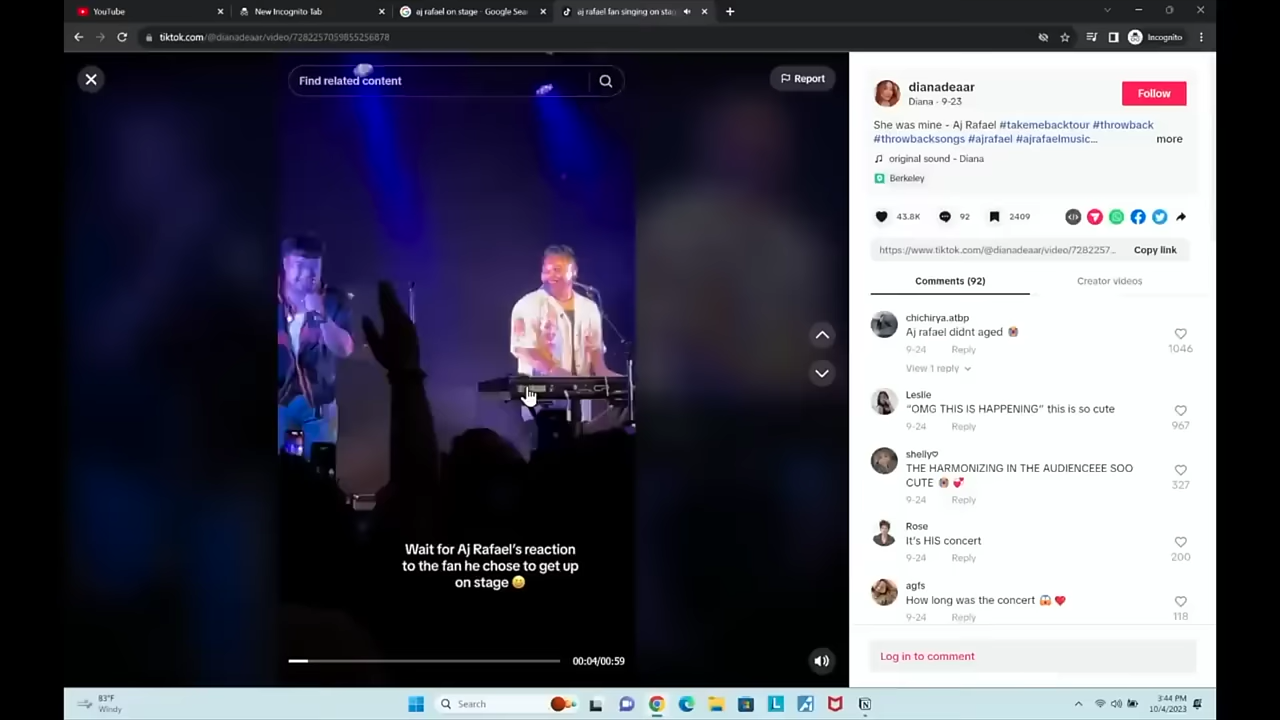 YouTube
New Incognito Tab
aj rafael on stage - Google Sea
aj rafael fan singing on stag
tiktok.com/@dianadeaar/video/7282257059855256878
Incognito
Find related content
Report
dianadeaar
Diana · 9-23
Follow
She was mine - Aj Rafael #takemebacktour #throwback
#throwbacksongs #ajrafael #ajrafaelmusic...
more
original sound - Diana
Berkeley
43.8K
92
2409
https://www.tiktok.com/@dianadeaar/video/7282257...
Copy link
Comments (92)
Creator videos
chichirya.atbp
Aj rafael didnt aged
9-24 Reply
1046
View 1 reply
Leslie
“OMG THIS IS HAPPENING” this is so cute
9-24 Reply
967
shelly♡
THE HARMONIZING IN THE AUDIENCEEE SOO
CUTE 💞
9-24 Reply
327
Rose
It's HIS concert
9-24 Reply
200
agfs
How long was the concert 😱 ❤️
9-24 Reply
118
Wait for Aj Rafael's reaction
to the fan he chose to get up
on stage 😄
00:04/00:59
Log in to comment
83°F
Windy
Search
3:44 PM
10/4/2023